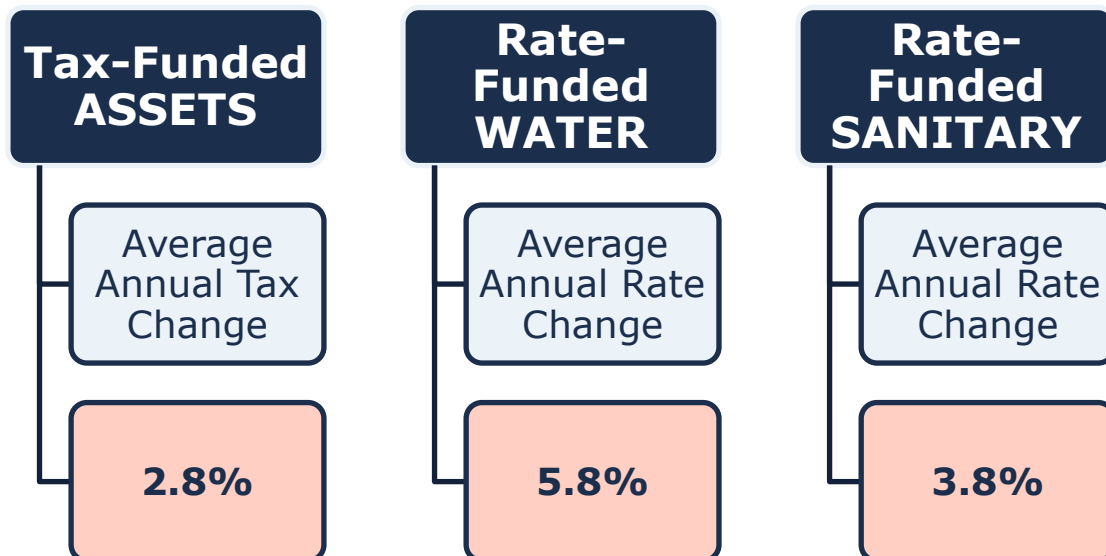 Tax-Funded
ASSETS
Average
Annual Tax
Change
2.8%
Rate-
Funded
WATER
Average
Annual Rate
Change
5.8%
Rate-
Funded
SANITARY
Average
Annual Rate
Change
3.8%